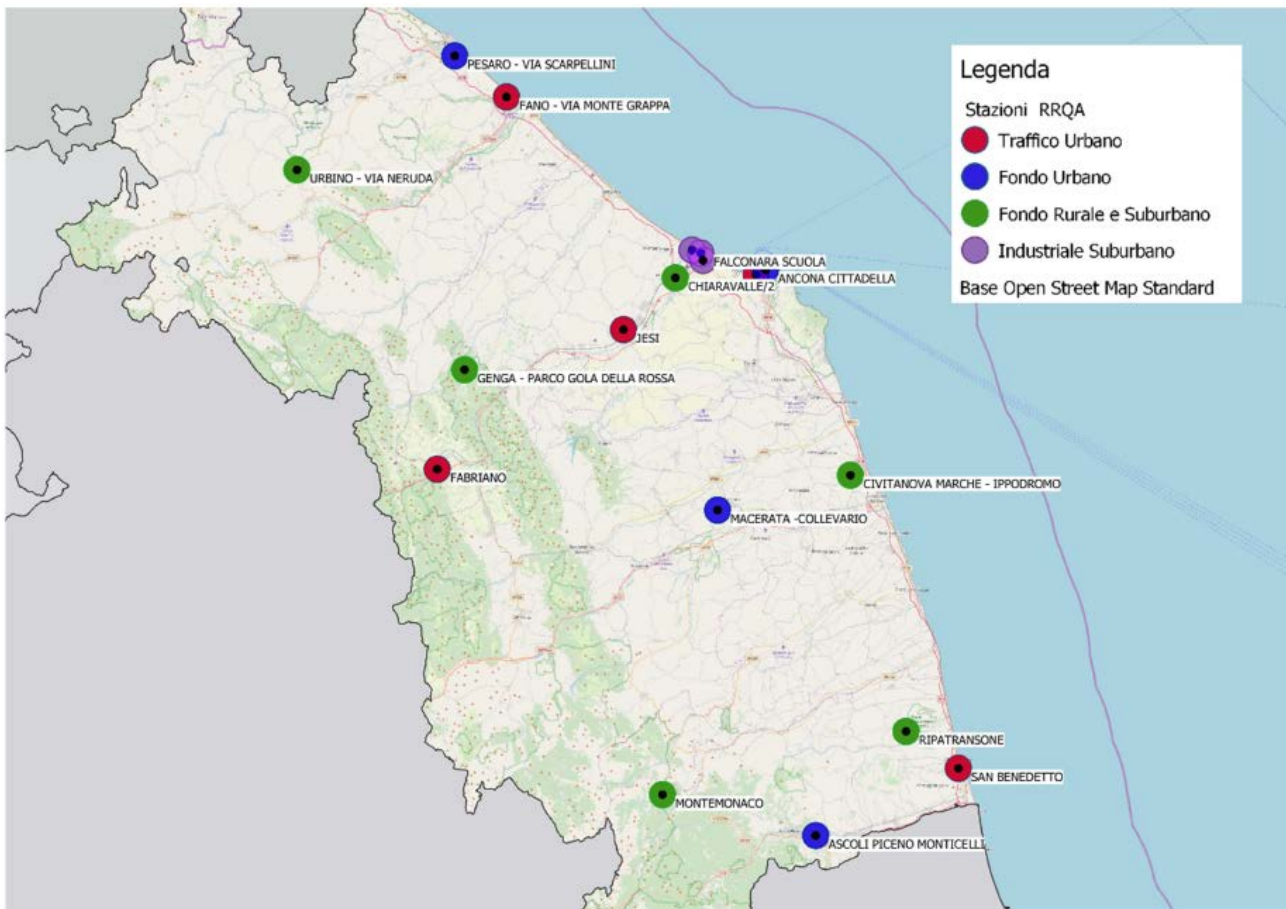 PESARO - VIA SCARPELLINI
FANO - VIA MONTE GRAPPA
URBINO - VIA NERUDA
FALCONARA SCUOLA
ANCONA CITTADELLA
CHIARAVALLE/2
JESI
GENGA - PARCO GOLA DELLA ROSSA
FABRIANO
CIVITANOVA MARCHE - IPPODROMO
MACERATA -COLLEVARIO
RIPATRANSONE
SAN BENEDETTO
MONTEMONACO
ASCOLI PICENO MONTICELLI
Legenda
Stazioni RRQA
Traffico Urbano
Fondo Urbano
Fondo Rurale e Suburbano
Industriale Suburbano
Base Open Street Map Standard